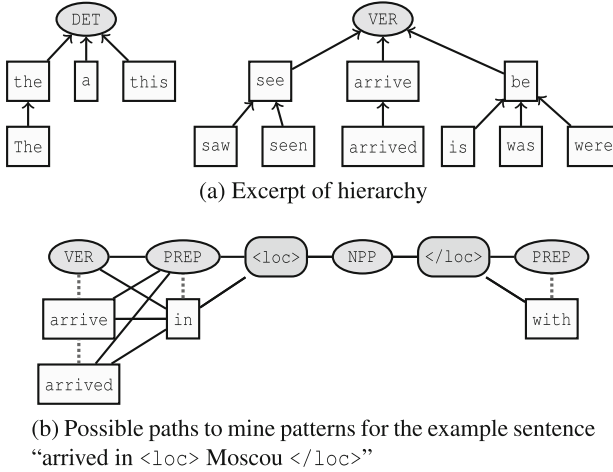 DET VER
the a this see arrive be
The saw seen arrived is was were
(a) Excerpt of hierarchy
VER PREP <loc> NPP </loc> PREP
arrive in with
arrived
(b) Possible paths to mine patterns for the example sentence
“arrived in <loc> Moscou </loc>”